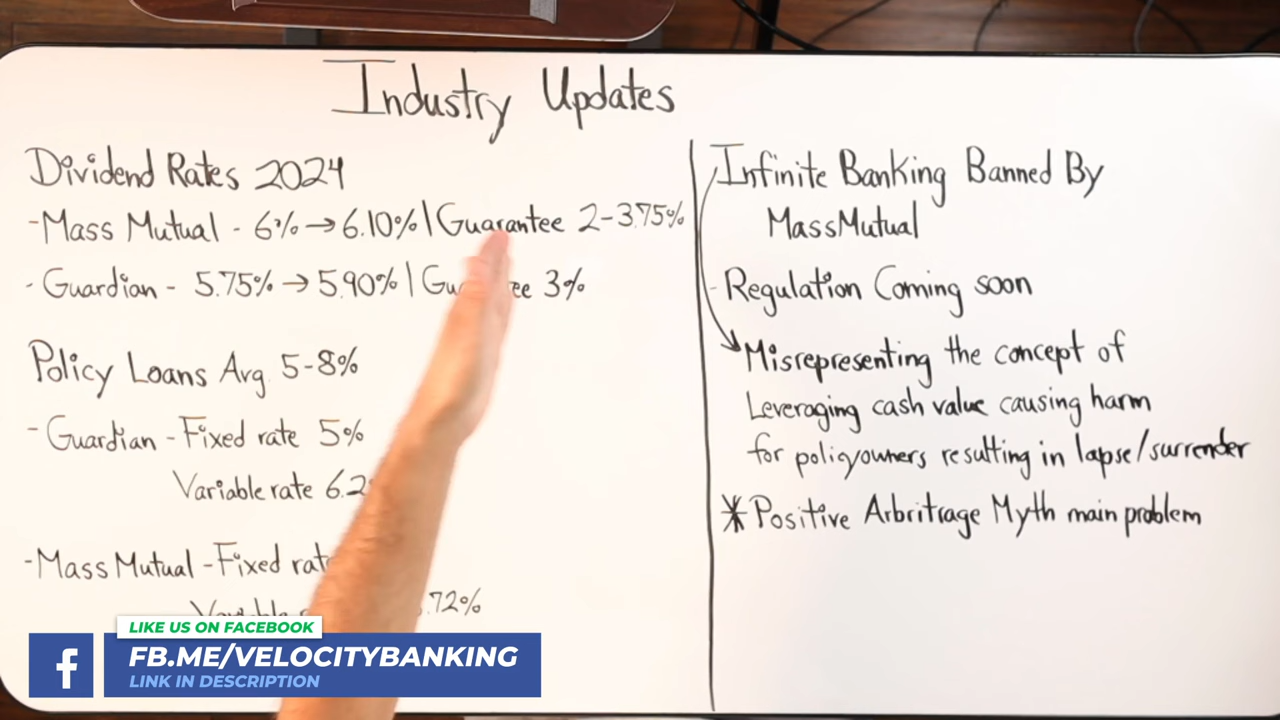 Industry Updates
Dividend Rates 2024
-Mass Mutual - 6% → 6.10% | Guarantee 2-3.75%
- Guardian - 5.75% → 5.90% | 3%
Policy Loans Avg. 5-8%
- Guardian - Fixed rate 5%
Variable rate
- Mass Mutual - Fixed
.72%
Infinite Banking Banned By
MassMutual
- Regulation Coming soon
Misrepresenting the concept of
Leveraging cash value causing harm
for policyowners resulting in lapse/surrender
* Positive Arbritrage Myth main problem
LIKE US ON FACEBOOK
f
FB.ME/VELOCITYBANKING
LINK IN DESCRIPTION